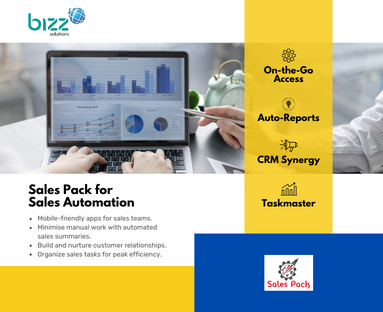 bizz
solutions
On-the-Go
Access
Auto-Reports
CRM Synergy
Taskmaster
Sales Pack for
Sales Automation
• Mobile-friendly apps for sales teams.
• Minimise manual work with automated
sales summaries.
• Build and nurture customer relationships.
• Organize sales tasks for peak efficiency.
Sales Pack